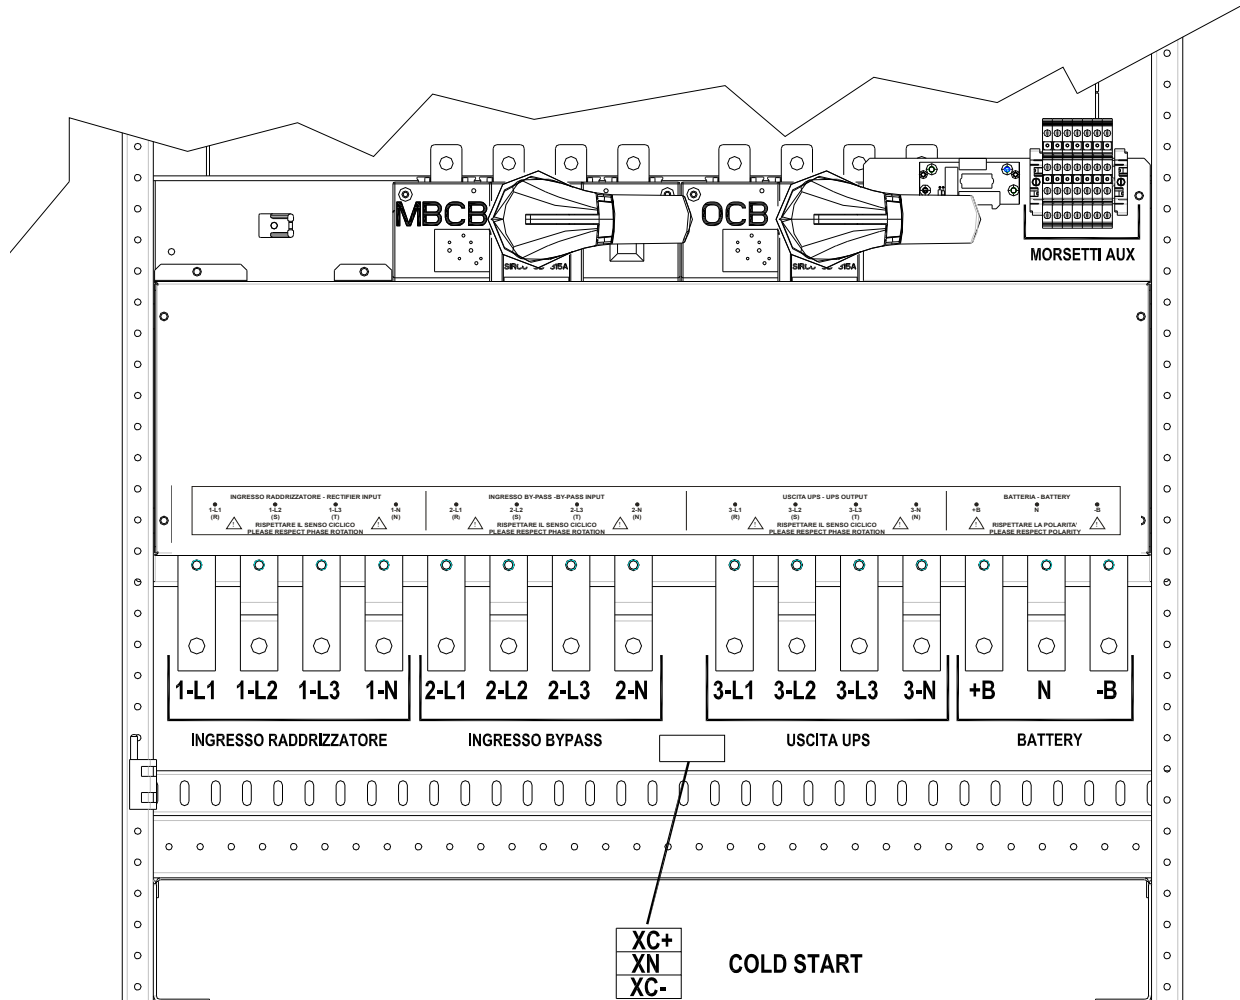 MBCB
OCB
SIRCO
315A
SIRCO
315A
MORSETTI AUX
INGRESSO RADDRIZZATORE - RECTIFIER INPUT
1-L1 1-L2 1-L3 1-N
(R) (S) (T) (N)
RISPETTARE IL SENSO CICLICO
PLEASE RESPECT PHASE ROTATION
INGRESSO BY-PASS -BY-PASS INPUT
2-L1 2-L2 2-L3 2-N
(R) (S) (T) (N)
RISPETTARE IL SENSO CICLICO
PLEASE RESPECT PHASE ROTATION
USCITA UPS - UPS OUTPUT
3-L1 3-L2 3-L3 3-N
(R) (S) (T) (N)
RISPETTARE IL SENSO CICLICO
PLEASE RESPECT PHASE ROTATION
BATTERIA - BATTERY
+B N -B
RISPETTARE LA POLARITA'
PLEASE RESPECT POLARITY
1-L1 1-L2 1-L3 1-N 2-L1 2-L2 2-L3 2-N 3-L1 3-L2 3-L3 3-N +B N -B
INGRESSO RADDRIZZATORE
INGRESSO BYPASS
USCITA UPS
BATTERY
XC+
XN
XC-
COLD START